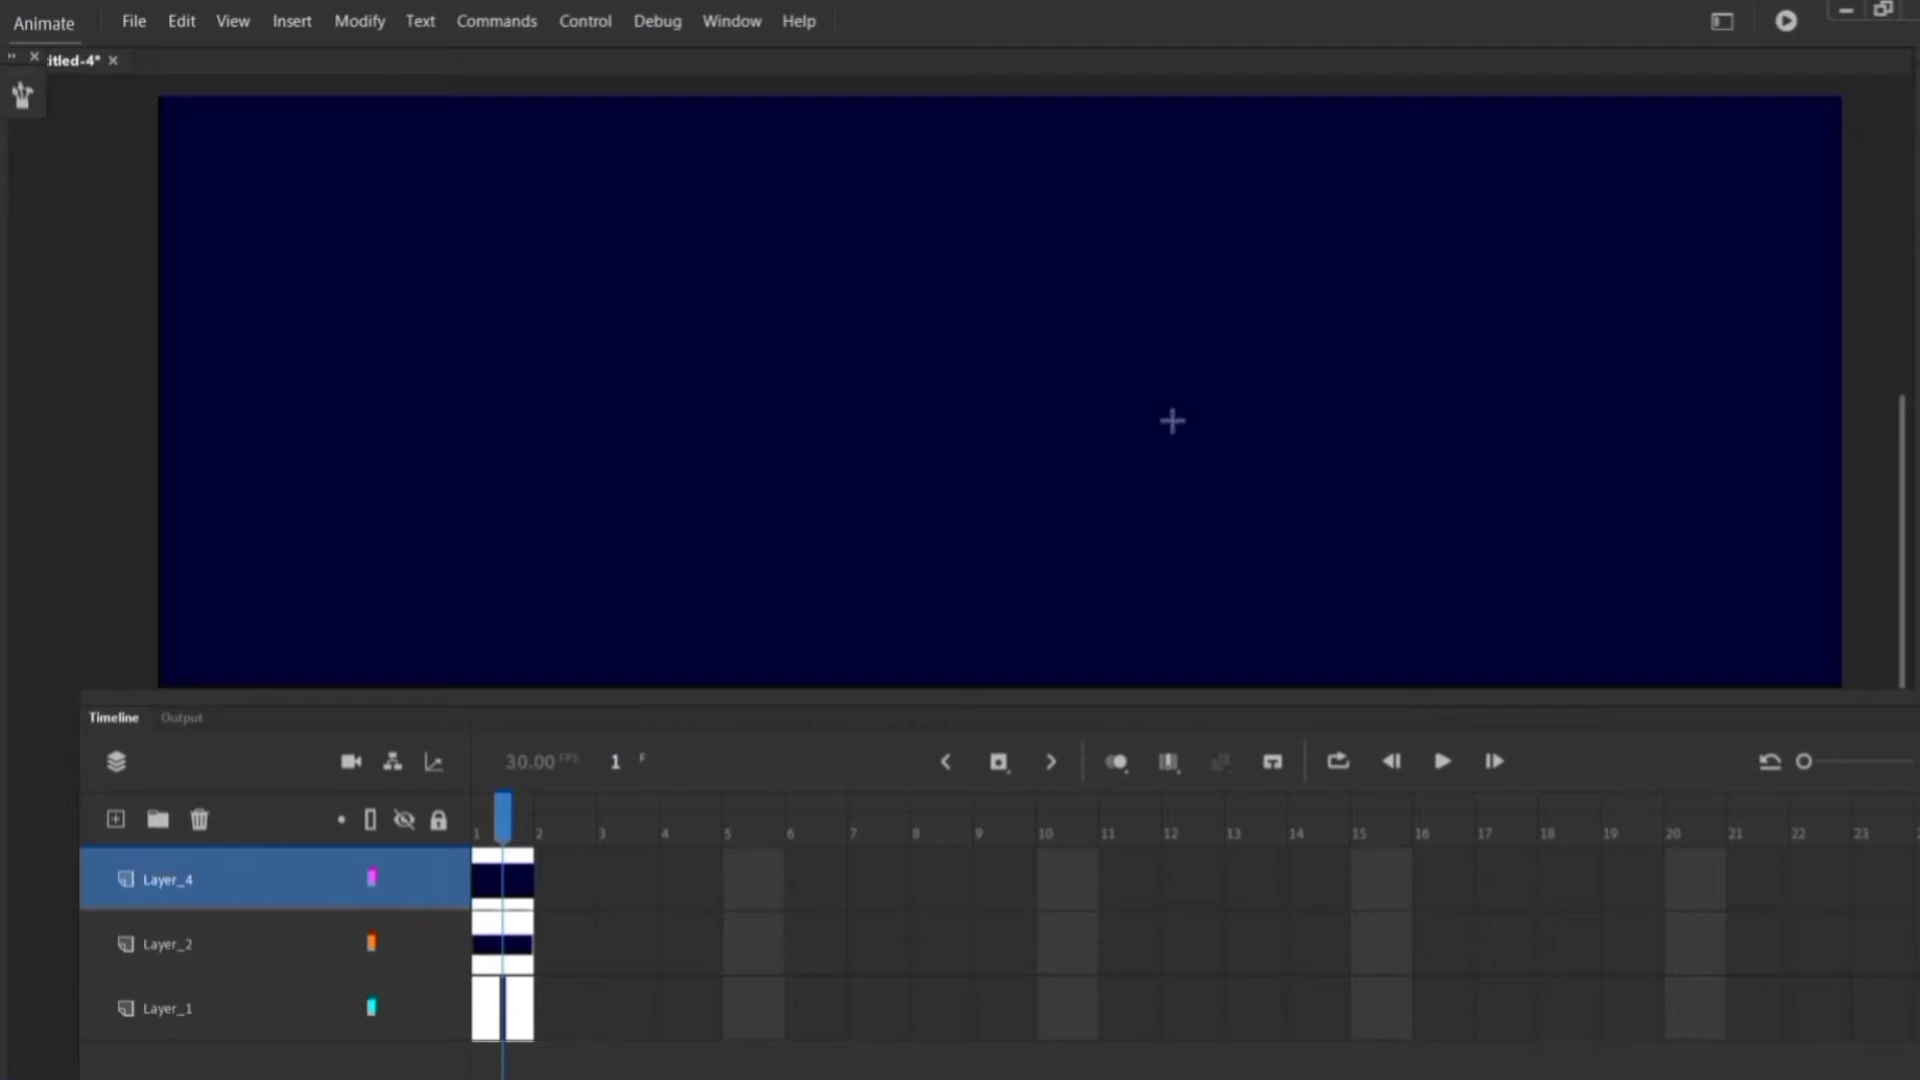 Animate File Edit View Insert Modify Text Commands Control Debug Window Help
itled-4*
Timeline Output
30.00 FPS 1 F
1 2 3 4 5 6 7 8 9 10 11 12 13 14 15 16 17 18 19 20 21 22 23
Layer_4
Layer_2
Layer_1